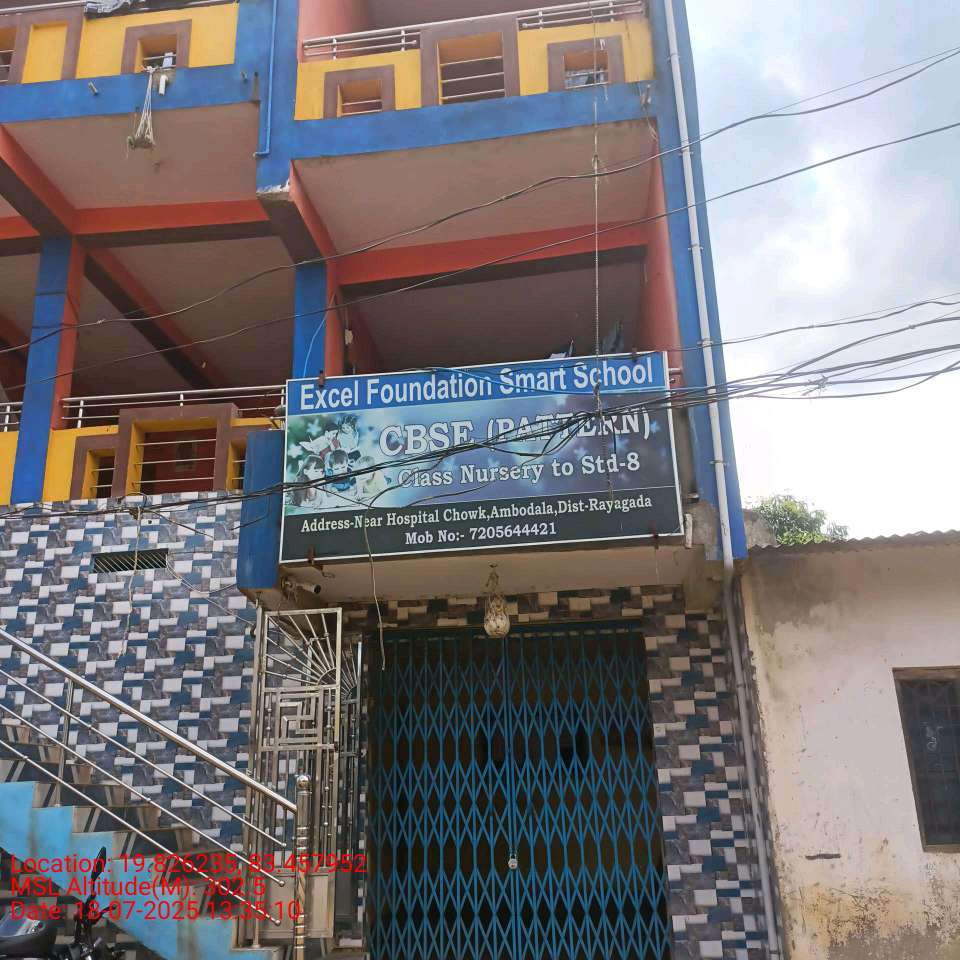 Excel Foundation Smart School
CBSE (PATTERN)
Class Nursery to Std-8
Address-Near Hospital Chowk,Ambodala,Dist-Rayagada
Mob No:- 7205644421
Location: 19.826239, 83.457952
MSL Altitude(M): 302.5
Date: 18-07-2025 13:35:10